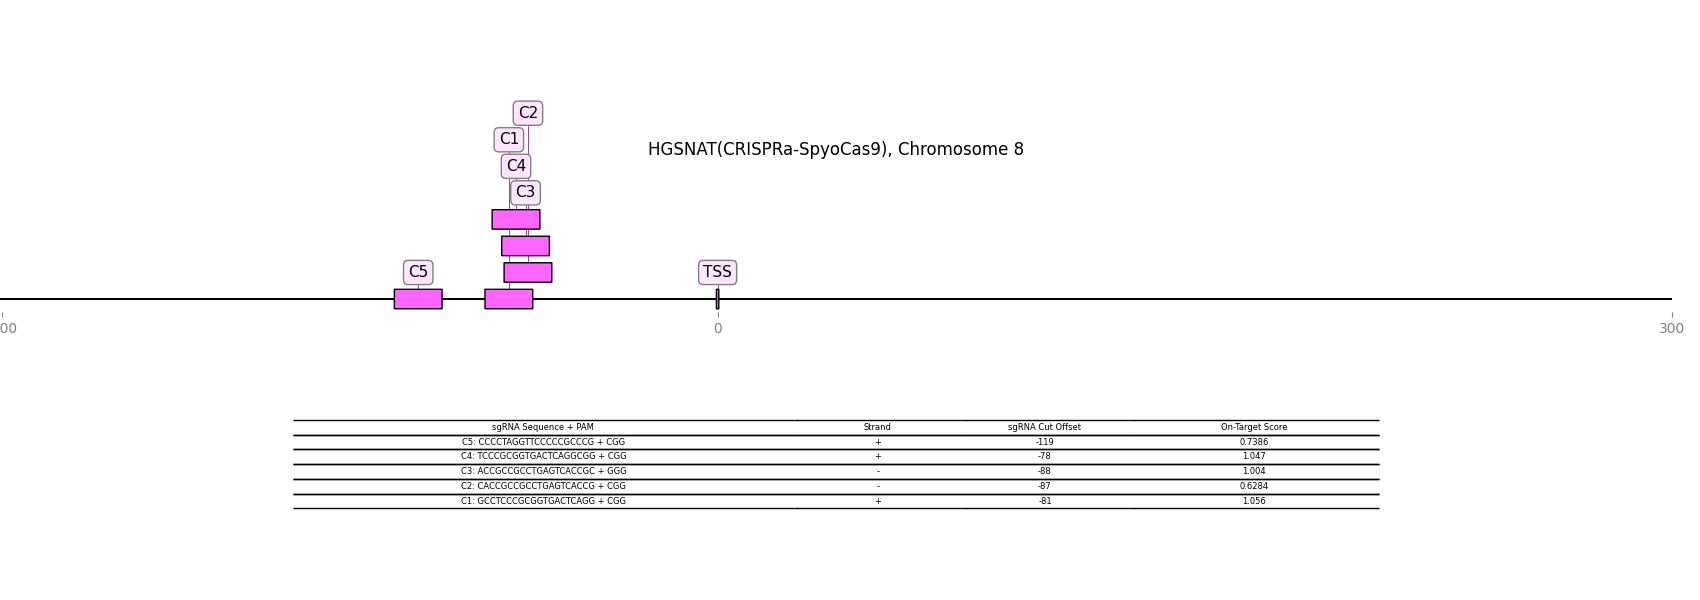 C2
C1
HGSNAT(CRISPRa-SpyoCas9), Chromosome 8
C4
C3
C5
TSS
00 0 300
sgRNA Sequence + PAM Strand sgRNA Cut Offset On-Target Score
C5: CCCCTAGGTTCCCCCGCCCG + CGG + -119 0.7386
C4: TCCCGCGGTGACTCAGGCGG + CGG + -78 1.047
C3: ACCGCCGCCTGAGTCACCGC + GGG - -88 1.004
C2: CACCGCCGCCTGAGTCACCG + CGG - -87 0.6284
C1: GCCTCCCGCGGTGACTCAGG + CGG + -81 1.056